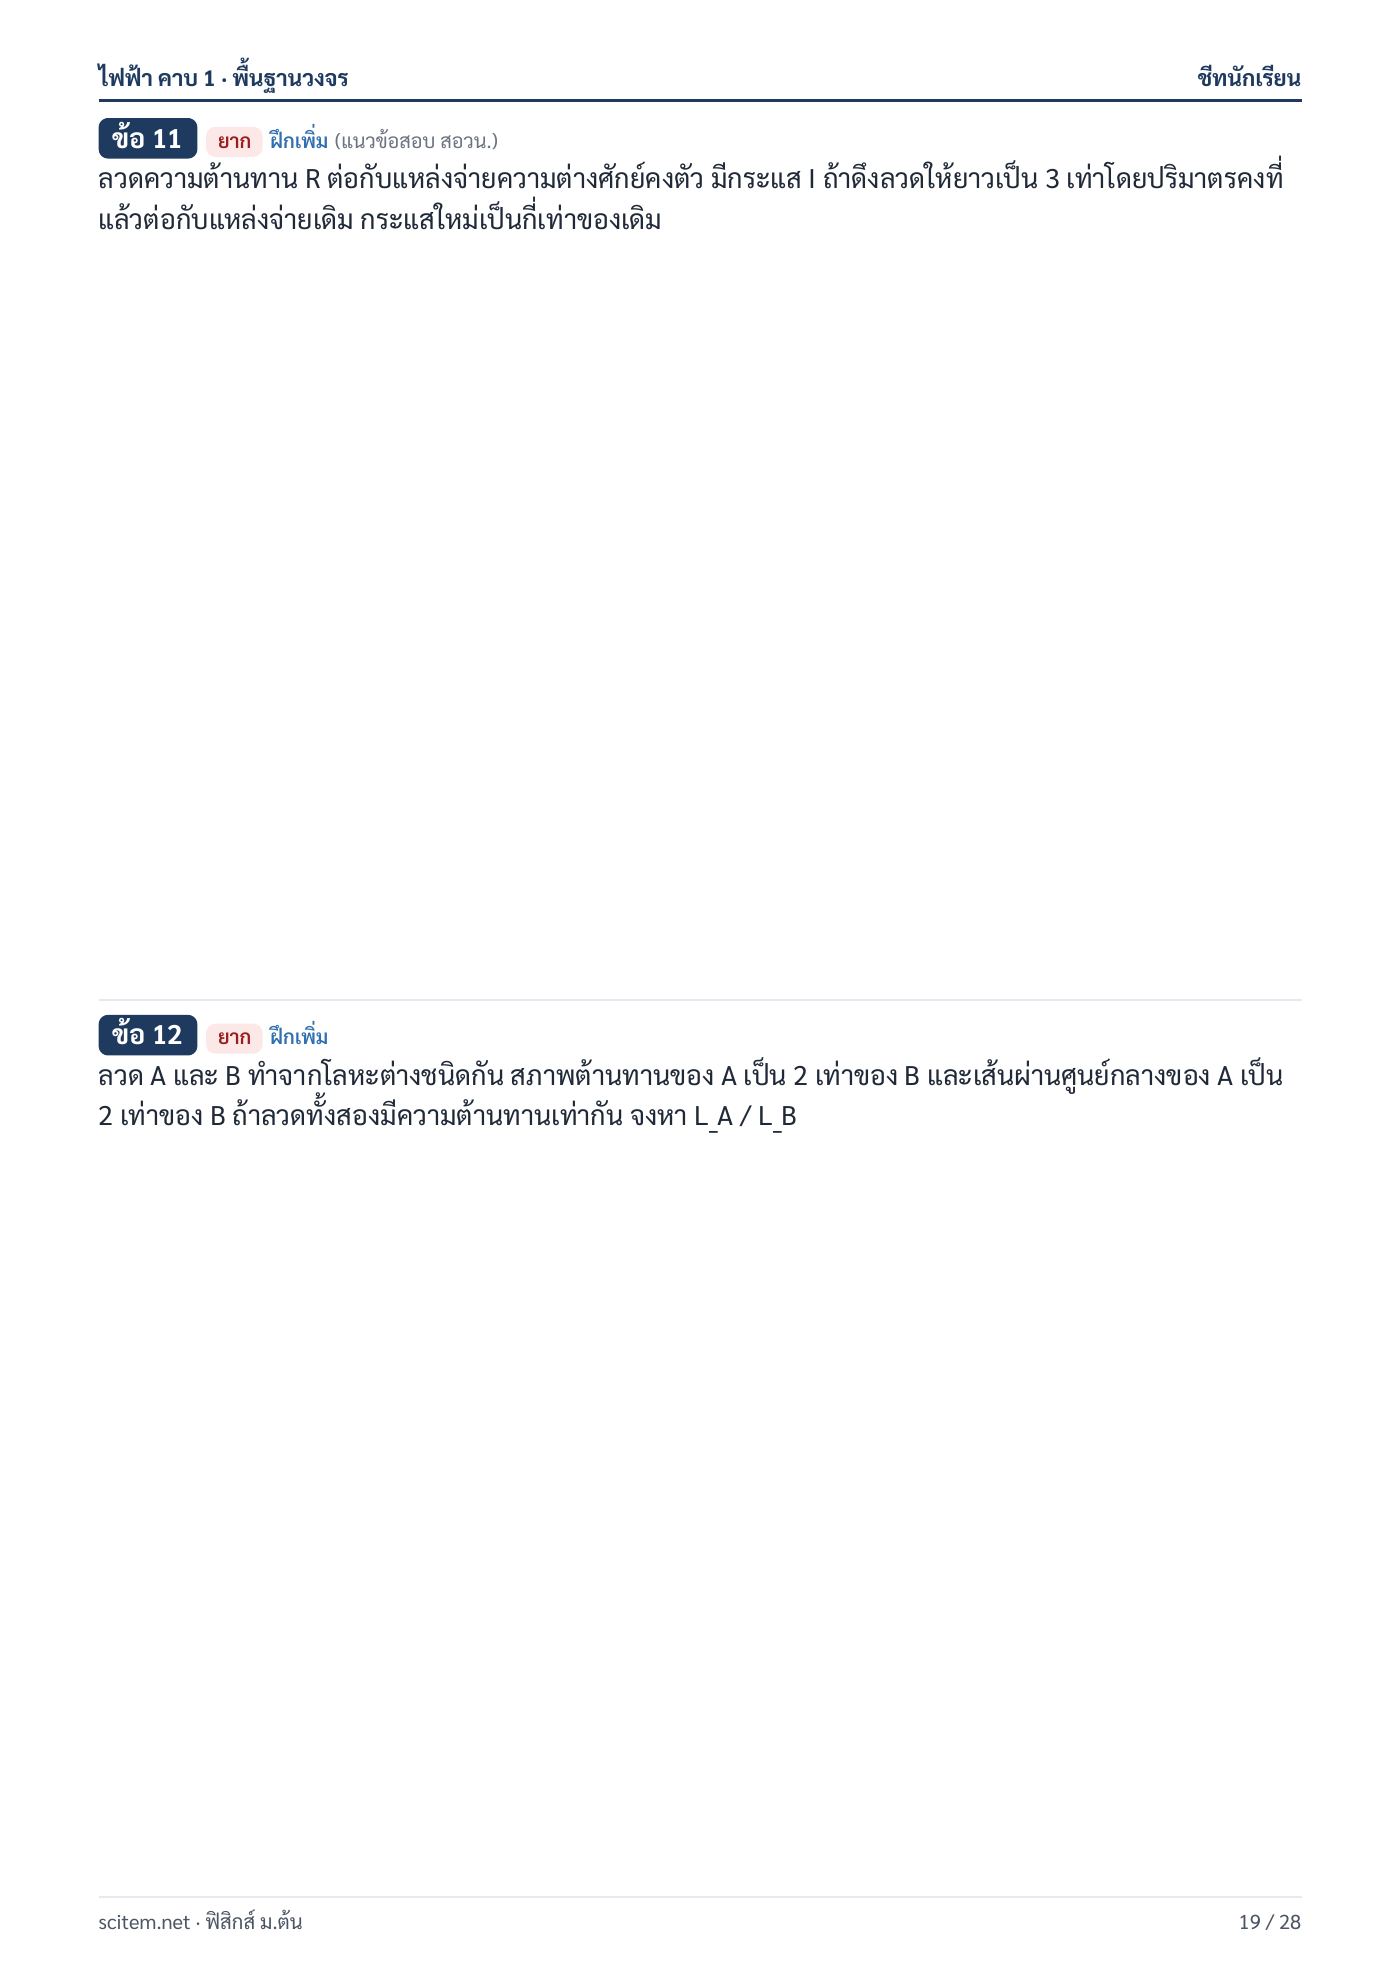 ไฟฟ้า คาบ 1 · พื้นฐานวงจร ชีทนักเรียน
ข้อ 11 ยาก ฝึกเพิ่ม (แนวข้อสอบ สอวน.)
ลวดความต้านทาน R ต่อกับแหล่งจ่ายความต่างศักย์คงตัว มีกระแส I ถ้าดึงลวดให้ยาวเป็น 3 เท่าโดยปริมาตรคงที่
แล้วต่อกับแหล่งจ่ายเดิม กระแสใหม่เป็นกี่เท่าของเดิม
ข้อ 12 ยาก ฝึกเพิ่ม
ลวด A และ B ทำจากโลหะต่างชนิดกัน สภาพต้านทานของ A เป็น 2 เท่าของ B และเส้นผ่านศูนย์กลางของ A เป็น
2 เท่าของ B ถ้าลวดทั้งสองมีความต้านทานเท่ากัน จงหา L_A / L_B
scitem.net · ฟิสิกส์ ม.ต้น 19 / 28